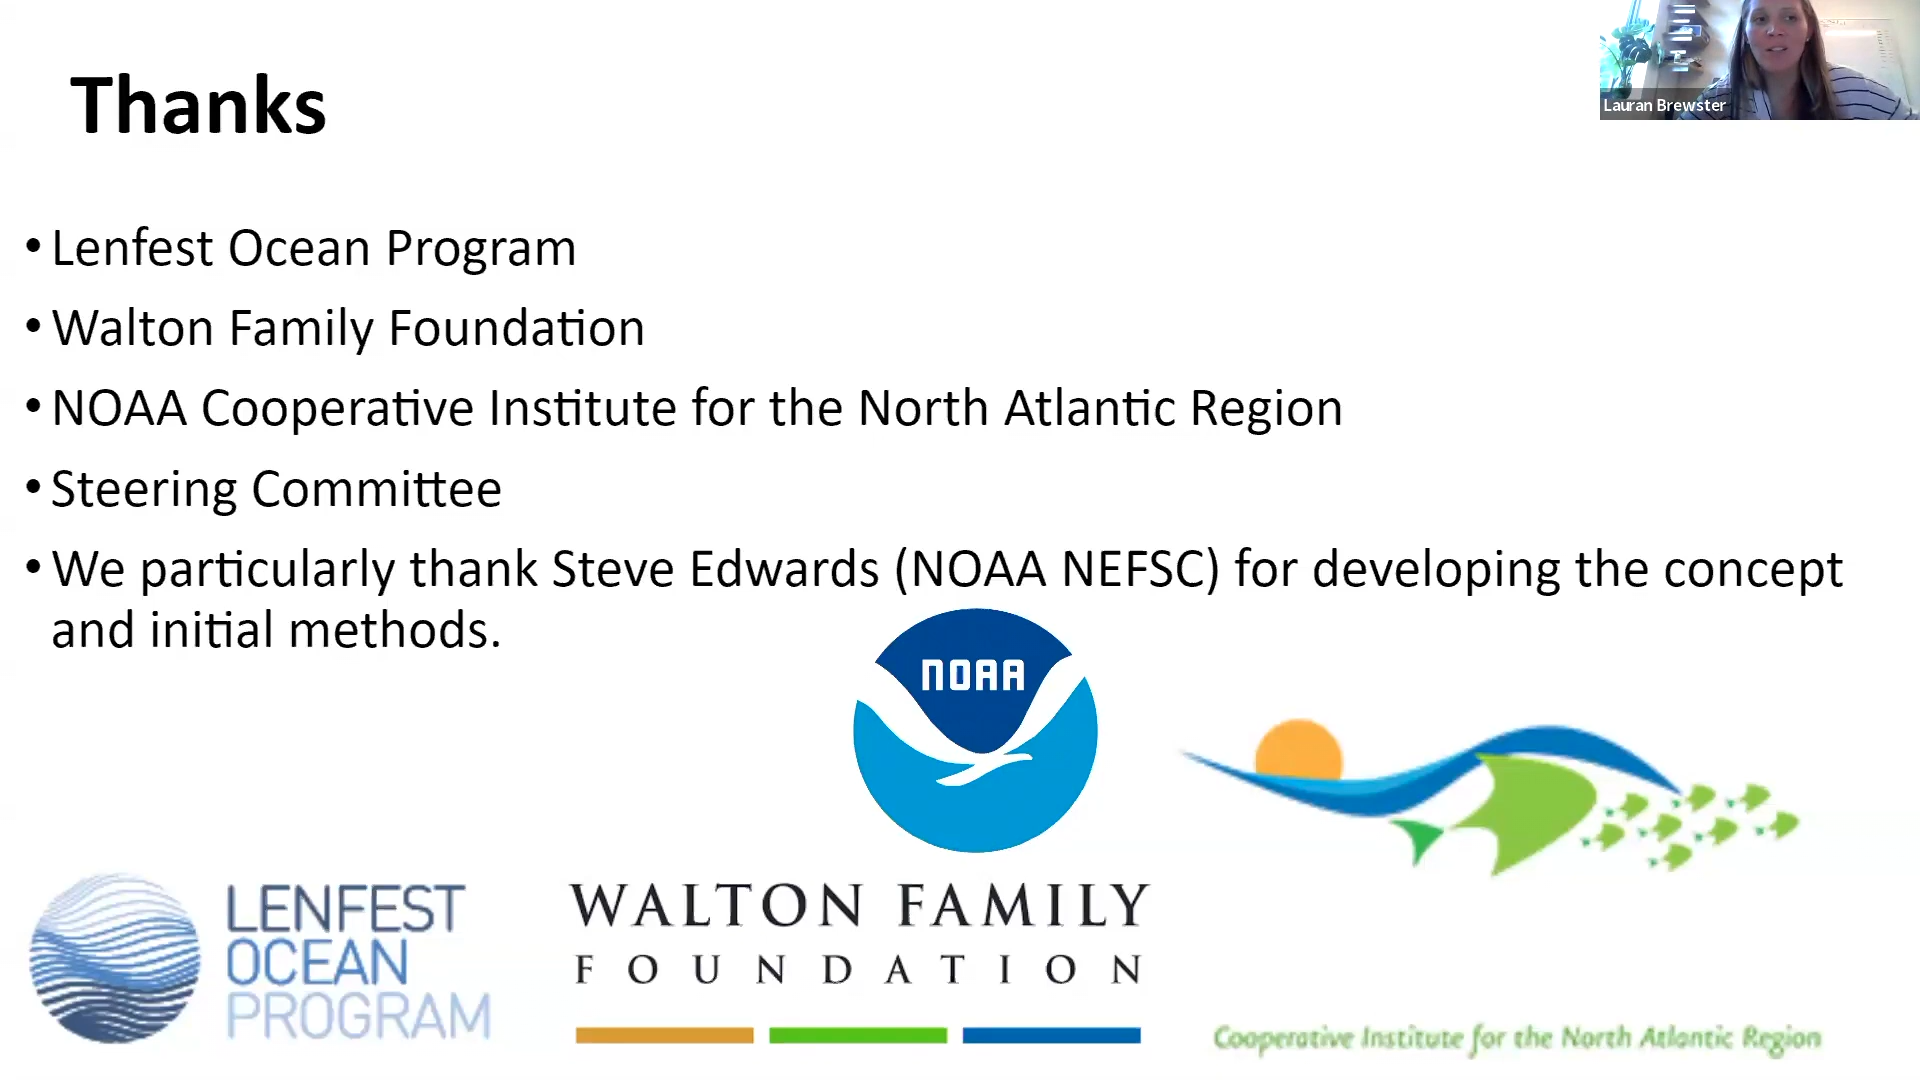 Thanks
Lauran Brewster
• Lenfest Ocean Program
• Walton Family Foundation
• NOAA Cooperative Institute for the North Atlantic Region
• Steering Committee
• We particularly thank Steve Edwards (NOAA NEFSC) for developing the concept
and initial methods.
NOAA
LENFEST
OCEAN
PROGRAM
WALTON FAMILY
FOUNDATION
Cooperative Institute for the North Atlantic Region